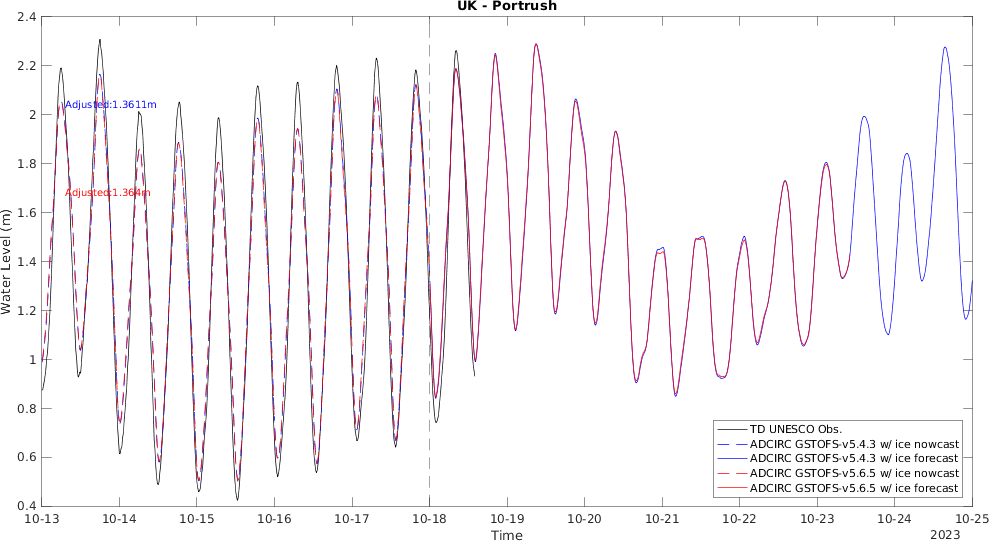 UK - Portrush
2.4
2.2
2
1.8
1.6
1.4
1.2
1
0.8
0.6
0.4
Water Level (m)
Adjusted:1.3611m
Adjusted:1.364m
TD UNESCO Obs.
ADCIRC GSTOFS-v5.4.3 w/ ice nowcast
ADCIRC GSTOFS-v5.4.3 w/ ice forecast
ADCIRC GSTOFS-v5.6.5 w/ ice nowcast
ADCIRC GSTOFS-v5.6.5 w/ ice forecast
10-13 10-14 10-15 10-16 10-17 10-18 10-19 10-20 10-21 10-22 10-23 10-24 10-25
Time
2023